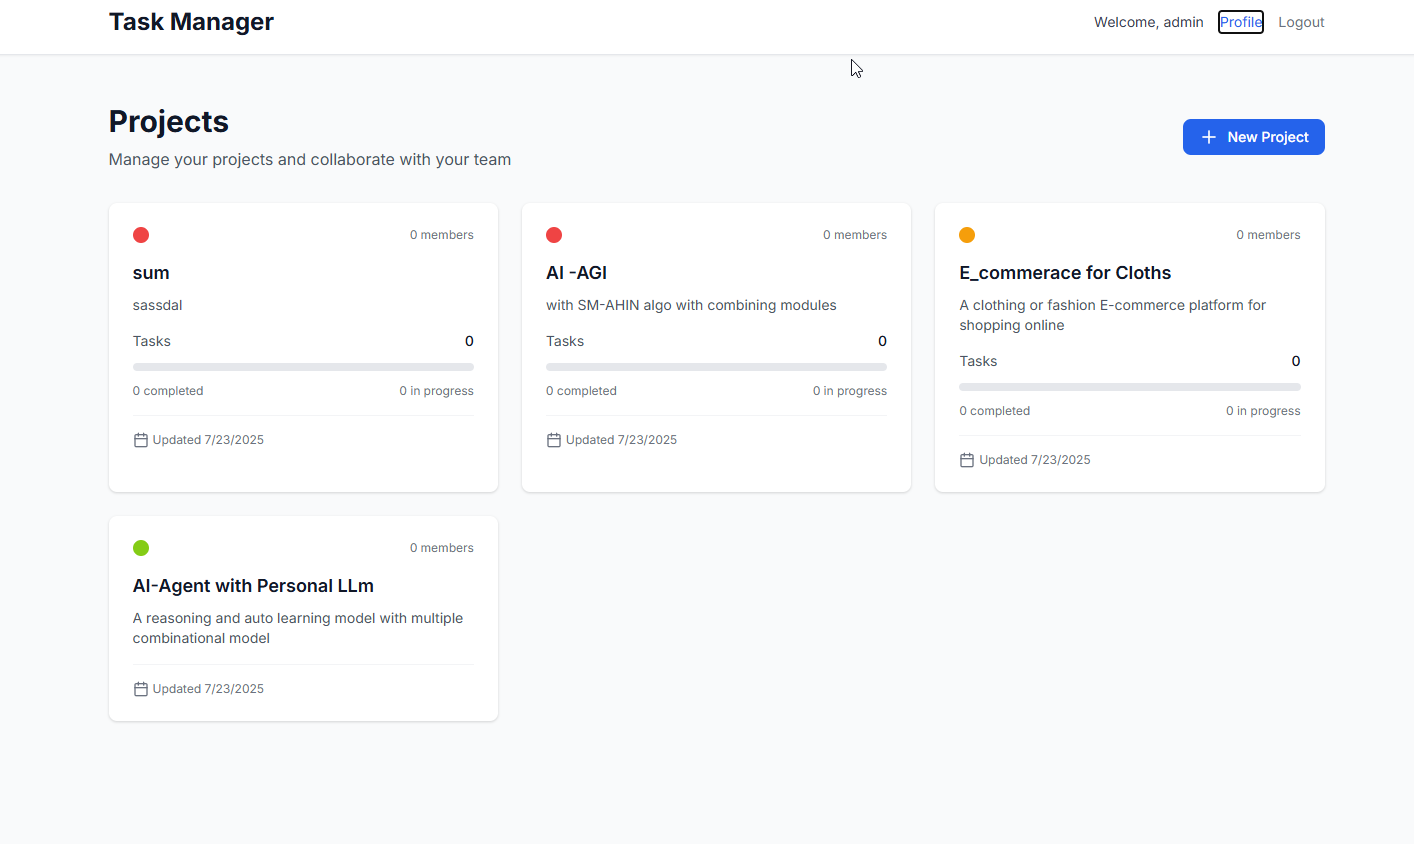 Task Manager
Welcome, admin Profile Logout
Projects
Manage your projects and collaborate with your team
New Project
0 members
sum
sassdal
Tasks 0
0 completed 0 in progress
Updated 7/23/2025
0 members
AI -AGI
with SM-AHIN algo with combining modules
Tasks 0
0 completed 0 in progress
Updated 7/23/2025
0 members
E_commerace for Cloths
A clothing or fashion E-commerce platform for
shopping online
Tasks 0
0 completed 0 in progress
Updated 7/23/2025
0 members
AI-Agent with Personal LLm
A reasoning and auto learning model with multiple
combinational model
Updated 7/23/2025